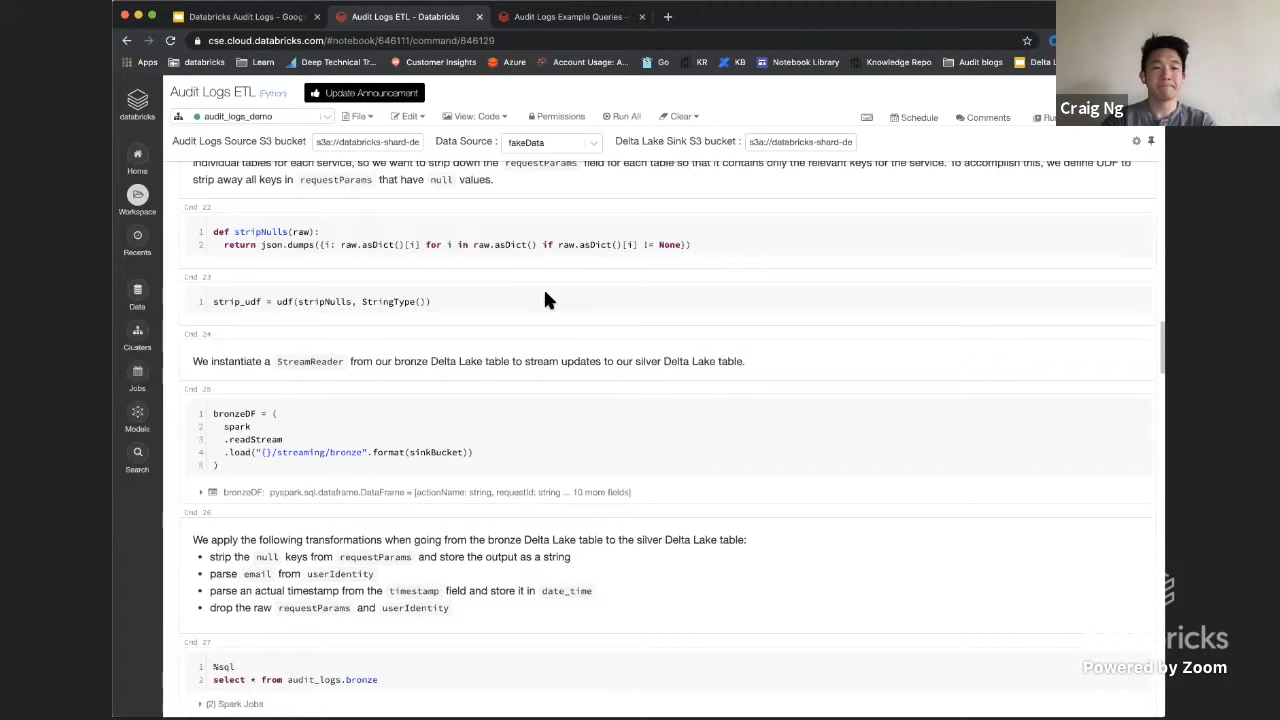 Databricks Audit Logs - Goog
Audit Logs ETL - Databricks
Audit Logs Example Queries -
cse.cloud.databricks.com/#notebook/646111/command/646129
Apps
databricks
Learn
Deep Technical Tr...
Customer Insights
Azure
Account Usage: A...
Go
KR
KB
Notebook Library
Knowledge Repo
Audit blogs
Delta L
Craig Ng
databricks
Home
Workspace
Recents
Data
Clusters
Jobs
Models
Search
Audit Logs ETL (Python)
Update Announcement
audit_logs_demo
File
Edit
View: Code
Permissions
Run All
Clear
Schedule
Comments
Run
Audit Logs Source S3 bucket
s3a://databricks-shard-de
Data Source :
fakeData
Delta Lake Sink S3 bucket :
s3a://databricks-shard-de
individual tables for each service, so we want to strip down the requestParams field for each table so that it contains only the relevant keys for the service. To accomplish this, we define UDF to
strip away all keys in requestParams that have null values.
Cmd 22
1 def stripNulls(raw):
2 return json.dumps({i: raw.asDict()[i] for i in raw.asDict() if raw.asDict()[i] != None})
Cmd 23
1 strip_udf = udf(stripNulls, StringType())
Cmd 24
We instantiate a StreamReader from our bronze Delta Lake table to stream updates to our silver Delta Lake table.
Cmd 25
1 bronzeDF = (
2 spark
3 .readStream
4 .load("{}/streaming/bronze".format(sinkBucket))
5 )
bronzeDF: pyspark.sql.dataframe.DataFrame = [actionName: string, requestId: string ... 10 more fields]
Cmd 26
We apply the following transformations when going from the bronze Delta Lake table to the silver Delta Lake table:
• strip the null keys from requestParams and store the output as a string
• parse email from userIdentity
• parse an actual timestamp from the timestamp field and store it in date_time
• drop the raw requestParams and userIdentity
Cmd 27
1 %sql
2 select * from audit_logs.bronze
(2) Spark Jobs
databricks
Powered by Zoom